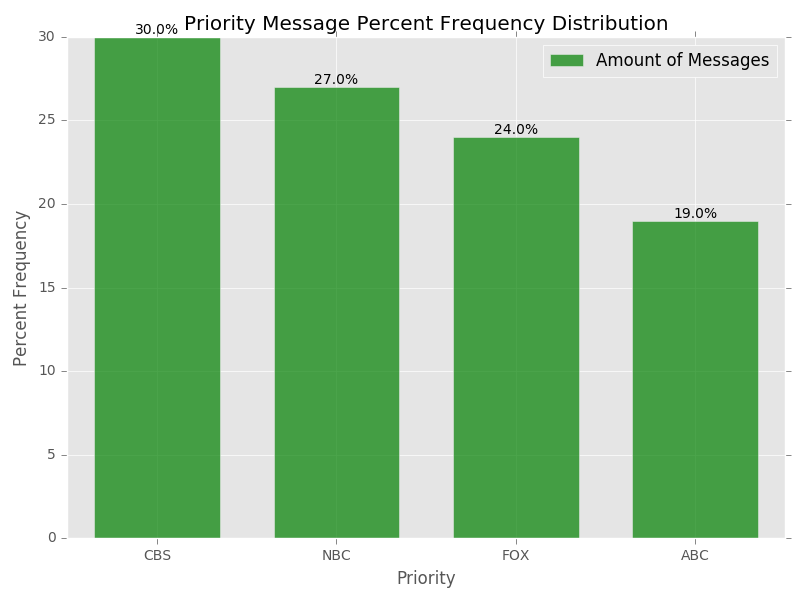 Priority Message Percent Frequency Distribution
Amount of Messages
30.0%
27.0%
24.0%
19.0%
30
25
20
15
10
5
0
Percent Frequency
CBS NBC FOX ABC
Priority